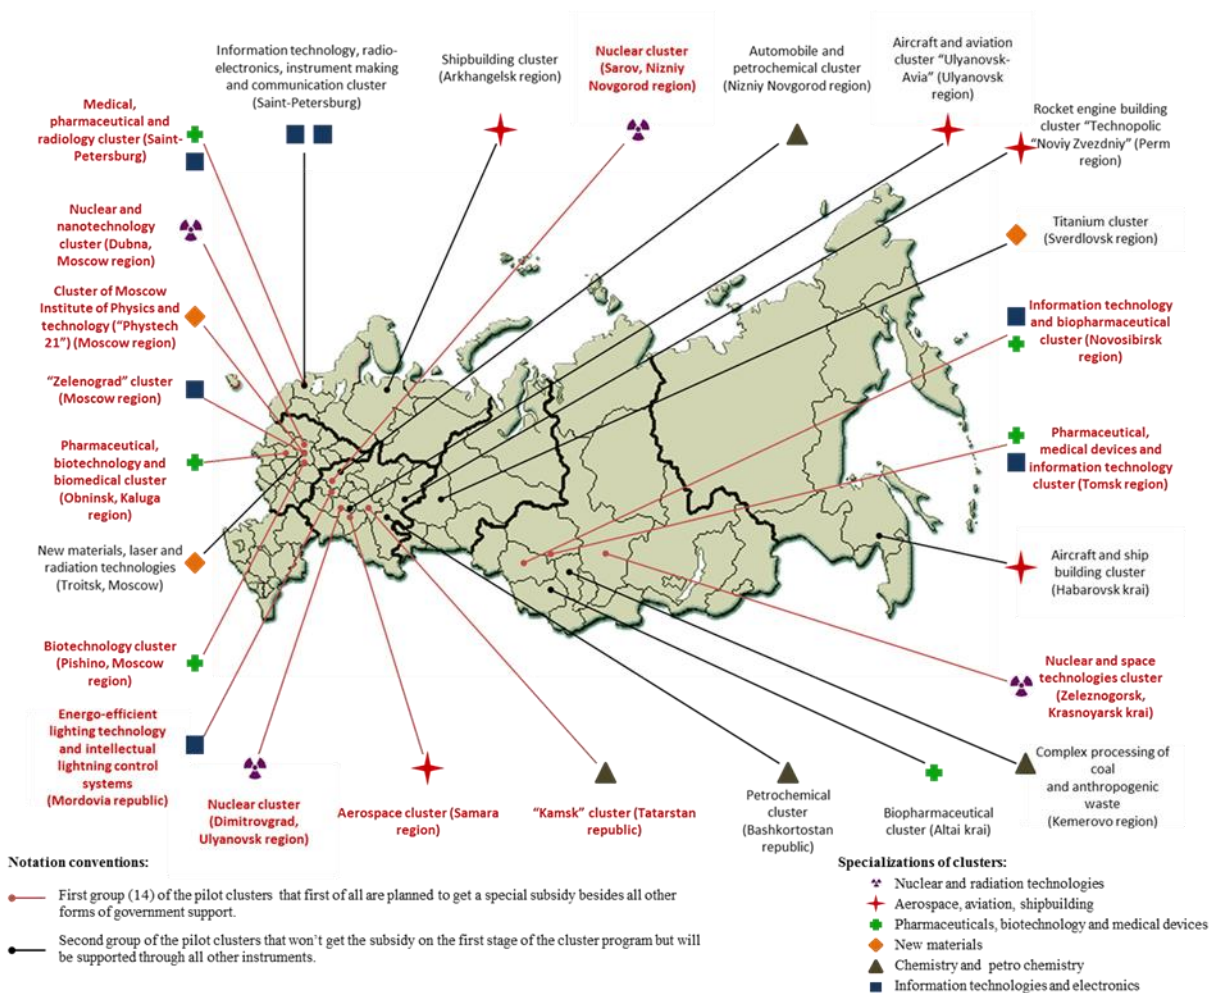 Information technology, radio-
electronics, instrument making
and communication cluster
(Saint-Petersburg)
Shipbuilding cluster
(Arkhangelsk region)
Nuclear cluster
(Sarov, Nizniy
Novgorod region)
Automobile and
petrochemical cluster
(Nizniy Novgorod region)
Aircraft and aviation
cluster “Ulyanovsk-
Avia” (Ulyanovsk
region)
Rocket engine building
cluster “Technopolic
“Noviy Zvezdniy” (Perm
region)
Titanium cluster
(Sverdlovsk region)
Information technology
and biopharmaceutical
cluster (Novosibirsk
region)
Pharmaceutical,
medical devices and
information technology
cluster (Tomsk region)
Aircraft and ship
building cluster
(Habarovsk krai)
Nuclear and space
technologies cluster
(Zeleznogorsk,
Krasnoyarsk krai)
Complex processing of
coal
and anthropogenic
waste
(Kemerovo region)
Medical,
pharmaceutical and
radiology cluster (Saint-
Petersburg)
Nuclear and
nanotechnology
cluster (Dubna,
Moscow region)
Cluster of Moscow
Institute of Physics and
technology (“Phystech
21”) (Moscow region)
“Zelenograd” cluster
(Moscow region)
Pharmaceutical,
biotechnology and
biomedical cluster
(Obninsk, Kaluga
region)
New materials, laser and
radiation technologies
(Troitsk, Moscow)
Biotechnology cluster
(Pishino, Moscow
region)
Energo-efficient
lighting technology
and intellectual
lightning control
systems
(Mordovia republic)
Nuclear cluster
(Dimitrovgrad,
Ulyanovsk region)
Aerospace cluster (Samara
region)
“Kamsk” cluster (Tatarstan
republic)
Petrochemical
cluster
(Bashkortostan
republic)
Biopharmaceutical
cluster (Altai krai)
Notation conventions:
First group (14) of the pilot clusters that first of all are planned to get a special subsidy besides all other
forms of government support.
Second group of the pilot clusters that won’t get the subsidy on the first stage of the cluster program but will
be supported through all other instruments.
Specializations of clusters:
Nuclear and radiation technologies
Aerospace, aviation, shipbuilding
Pharmaceuticals, biotechnology and medical devices
New materials
Chemistry and petro chemistry
Information technologies and electronics